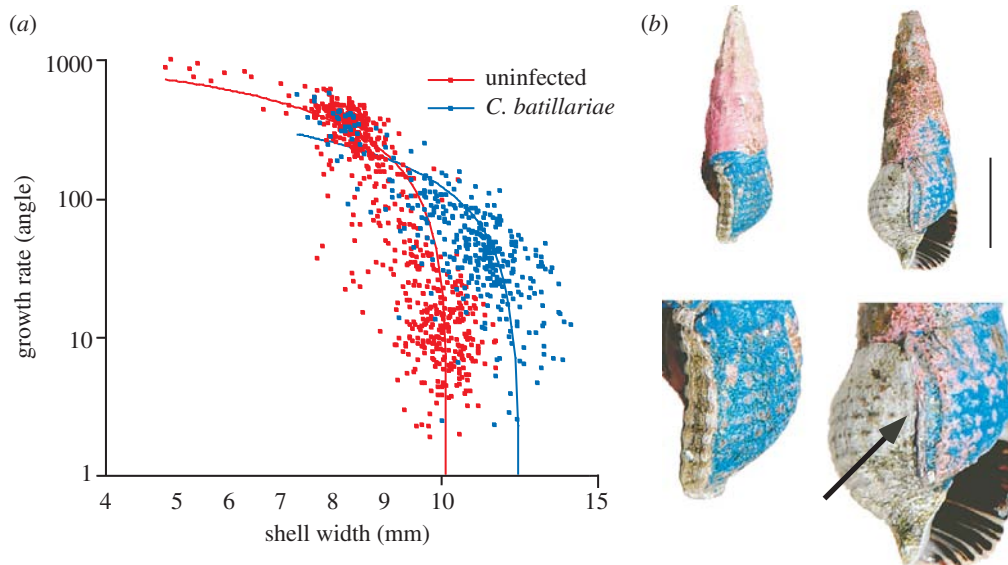 (a)
(b)
1000
100
10
1
growth rate (angle)
uninfected
C. batillariae
4 5 6 7 8 9 10 15
shell width (mm)